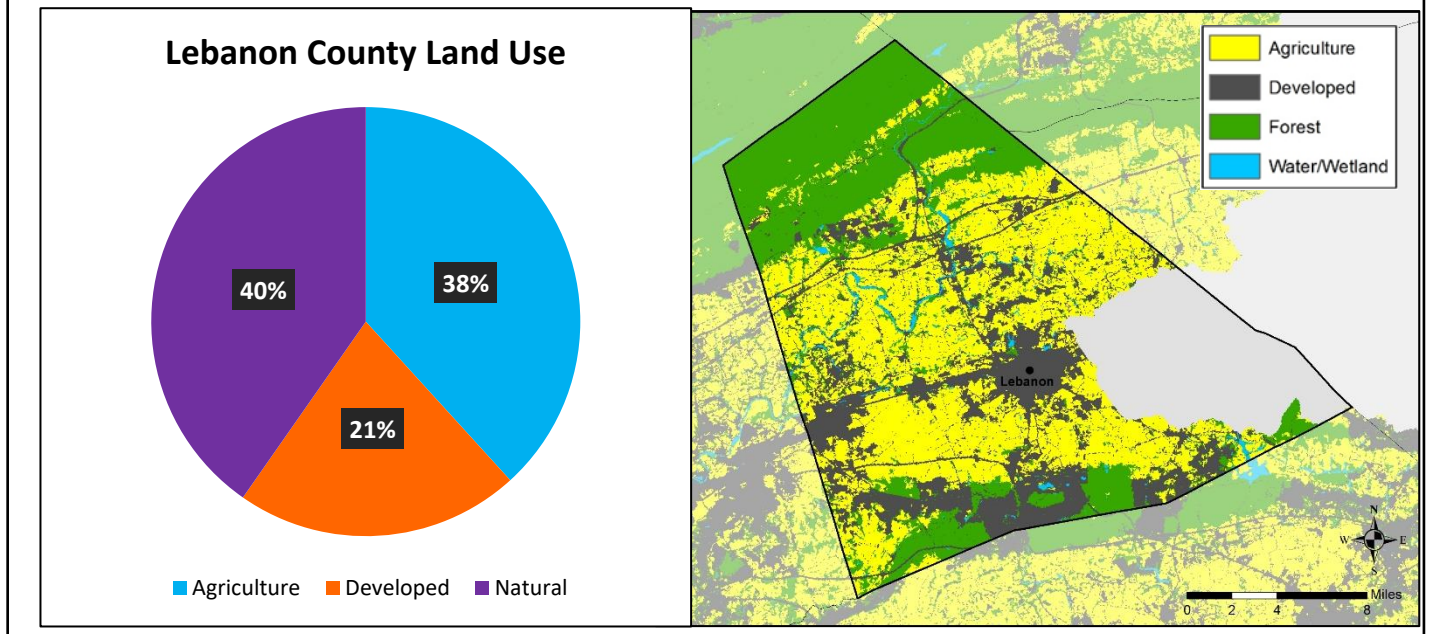 Lebanon County Land Use
40%
38%
21%
Agriculture Developed Natural
Agriculture
Developed
Forest
Water/Wetland
Lebanon
N
W E
S
Miles
0 2 4 8